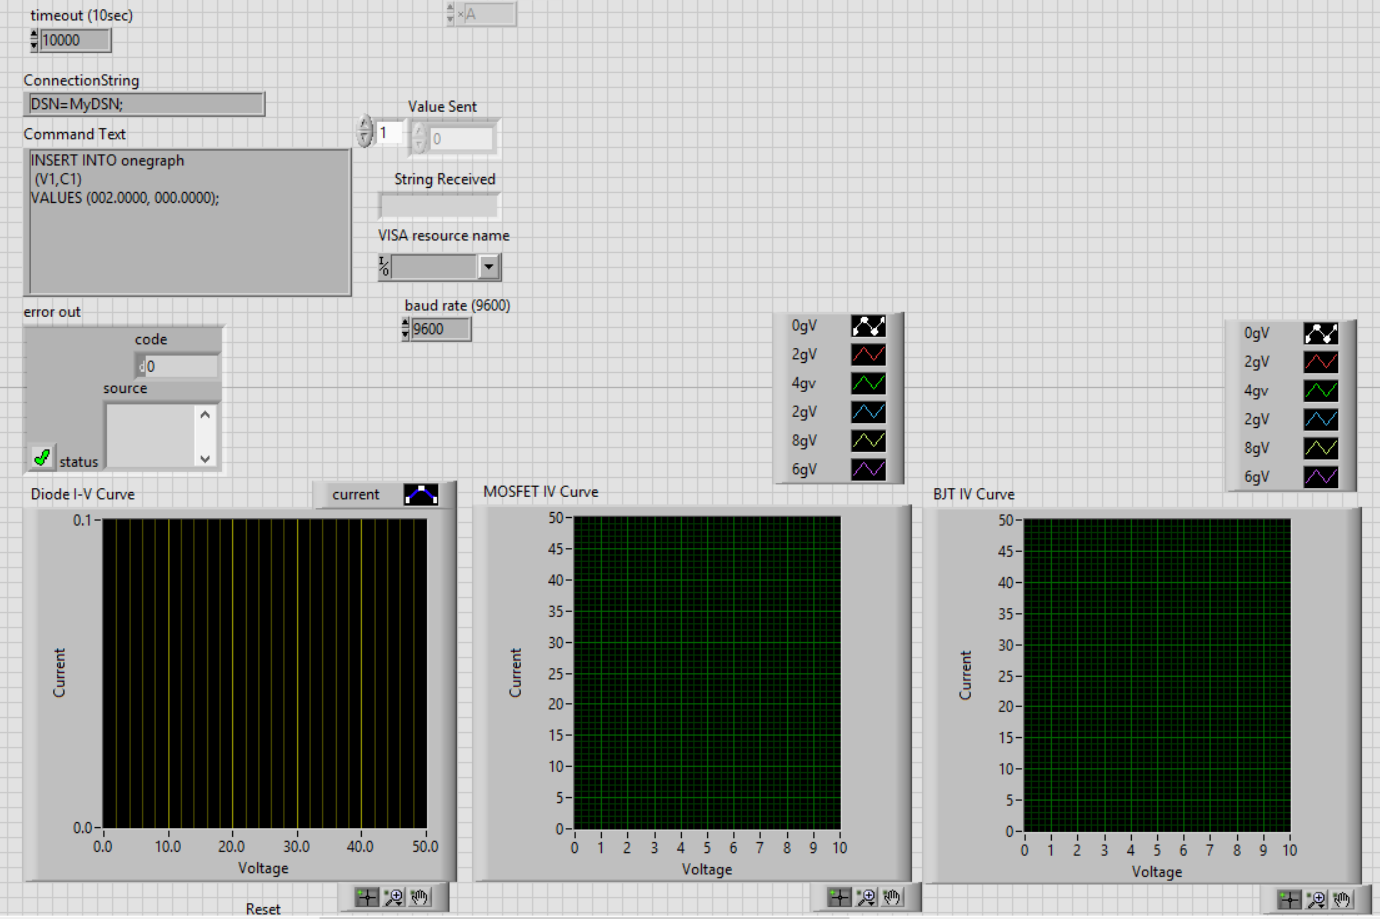 timeout (10sec)
10000
×A
ConnectionString
DSN=MyDSN;
Command Text
INSERT INTO onegraph
(V1,C1)
VALUES (002.0000, 000.0000);
Value Sent
1
0
String Received
VISA resource name
I/O
baud rate (9600)
9600
error out
code
d0
source
status
0gV
2gV
4gv
2gV
8gV
6gV
0gV
2gV
4gv
2gV
8gV
6gV
Diode I-V Curve
current
0.1
0.0
Current
0.0 10.0 20.0 30.0 40.0 50.0
Voltage
MOSFET IV Curve
50
45
40
35
30
25
20
15
10
5
0
Current
0 1 2 3 4 5 6 7 8 9 10
Voltage
BJT IV Curve
50
45
40
35
30
25
20
15
10
5
0
Current
0 1 2 3 4 5 6 7 8 9 10
Voltage
Reset